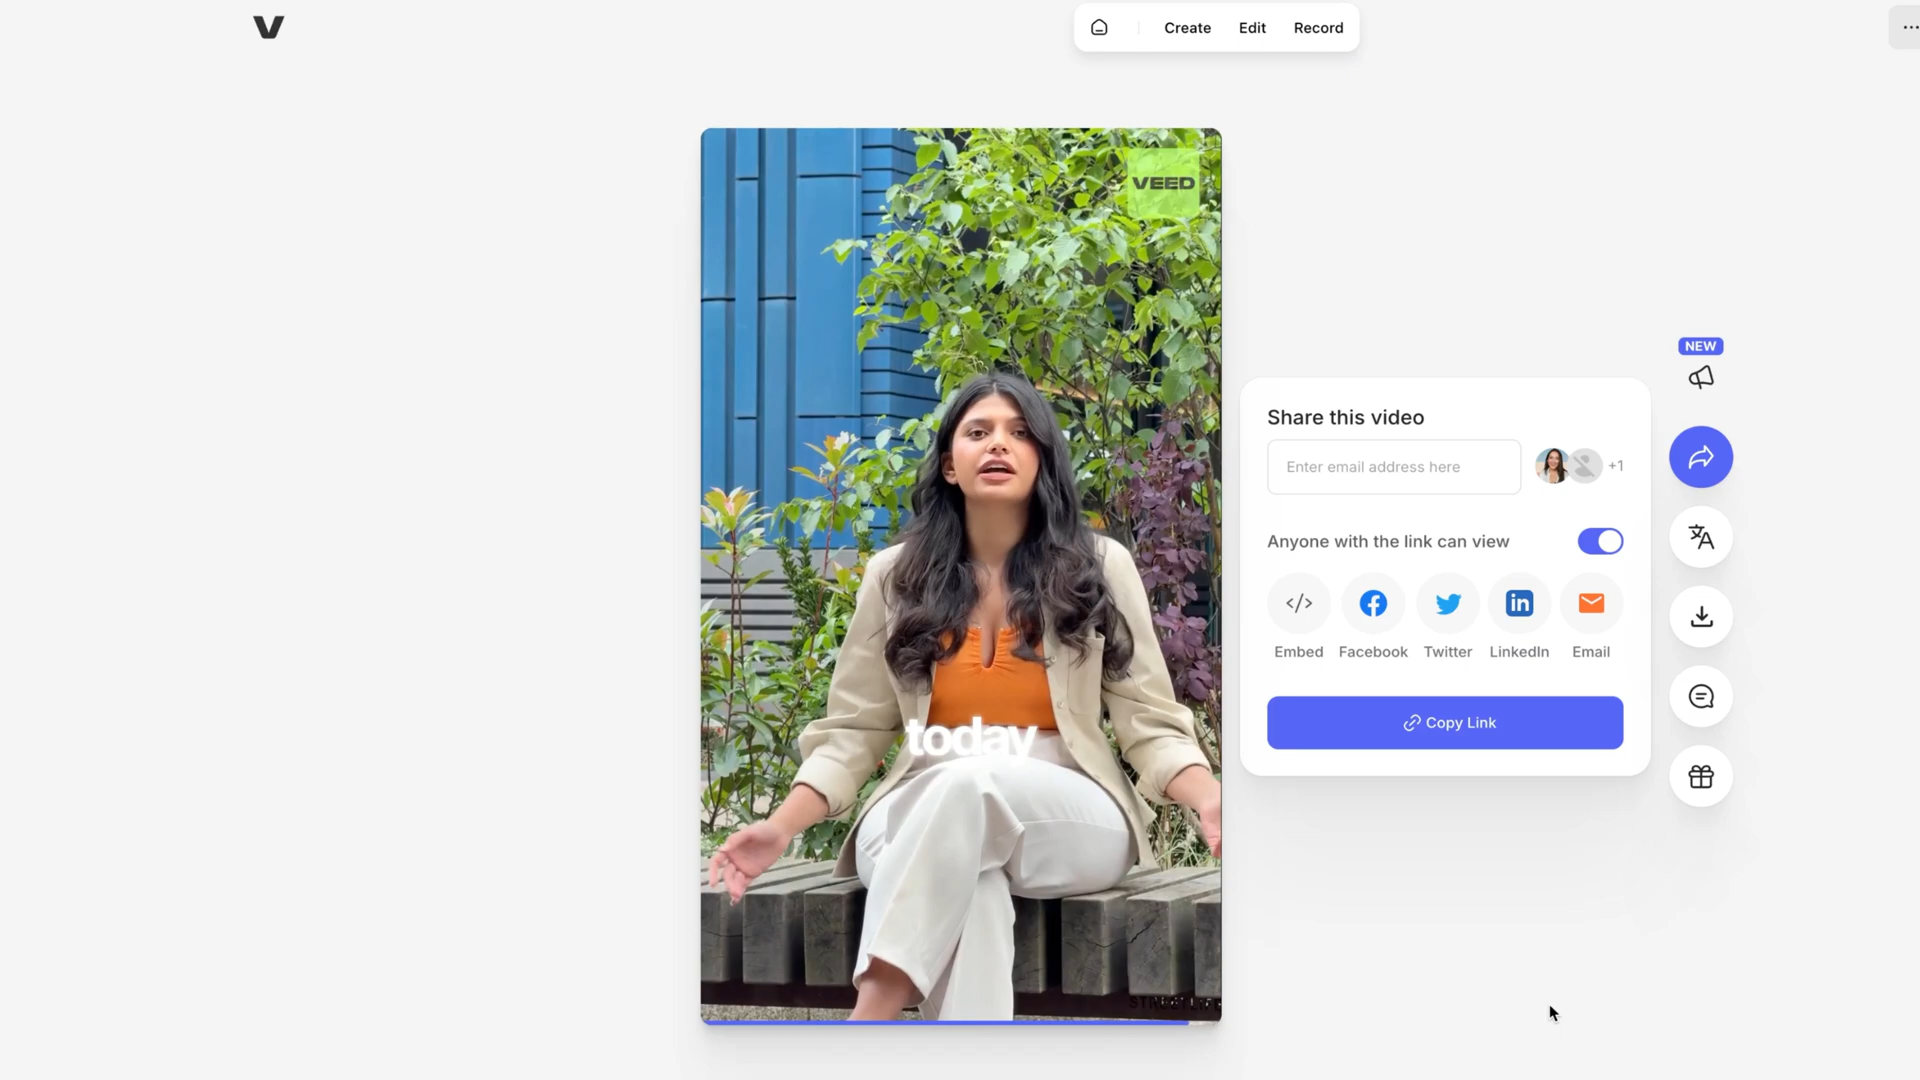 V
Create Edit Record
VEED
NEW
Share this video
Enter email address here
+1
Anyone with the link can view
Embed Facebook Twitter LinkedIn Email
Copy Link
today
STREETLIFE